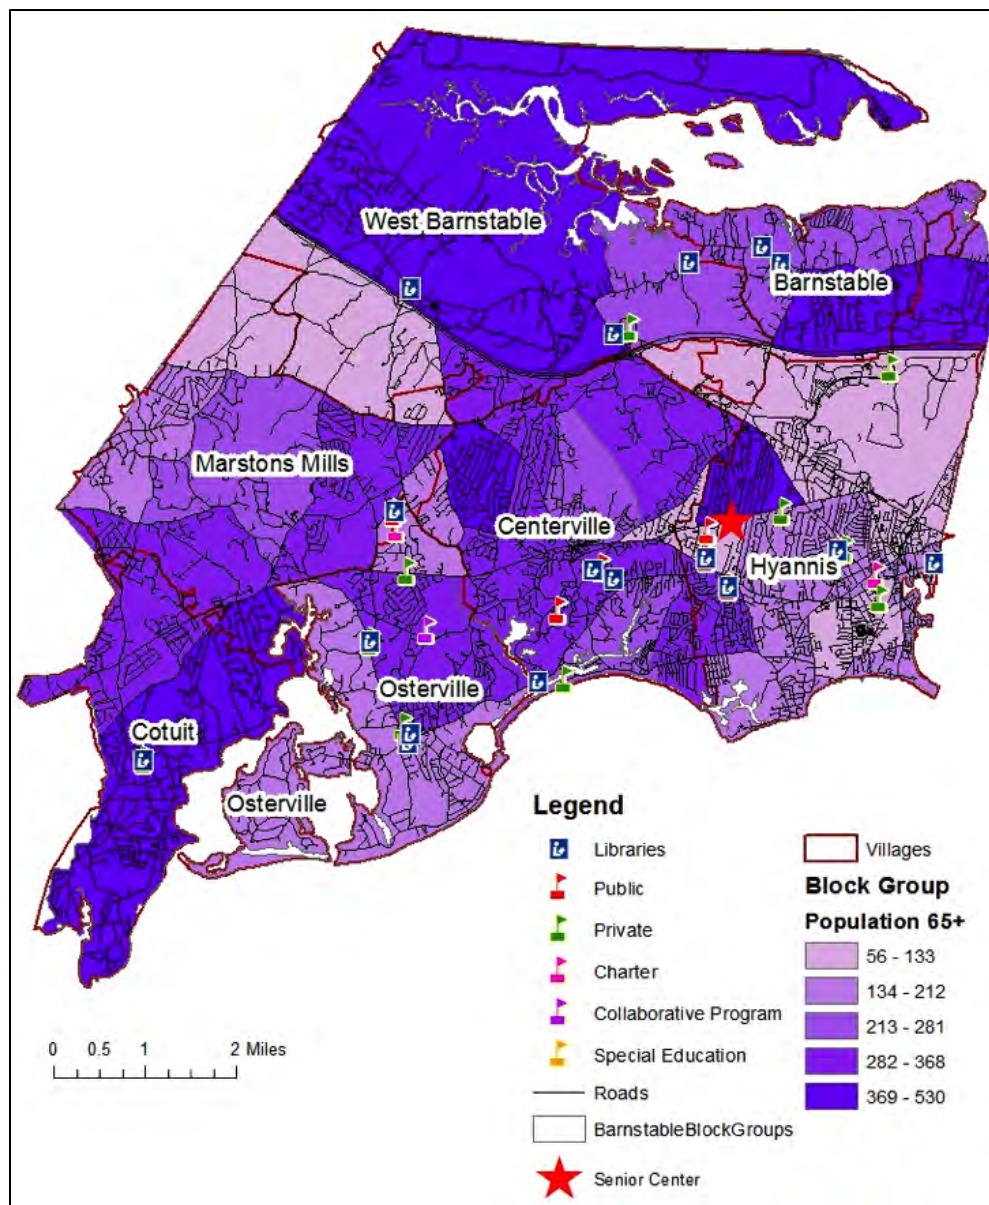 West Barnstable
Barnstable
Marstons Mills
Centerville
Hyannis
Osterville
Cotuit
Osterville
Legend
Libraries
Public
Private
Charter
Collaborative Program
Special Education
Roads
BarnstableBlockGroups
Senior Center
Villages
Block Group
Population 65+
56 - 133
134 - 212
213 - 281
282 - 368
369 - 530
0 0.5 1 2 Miles